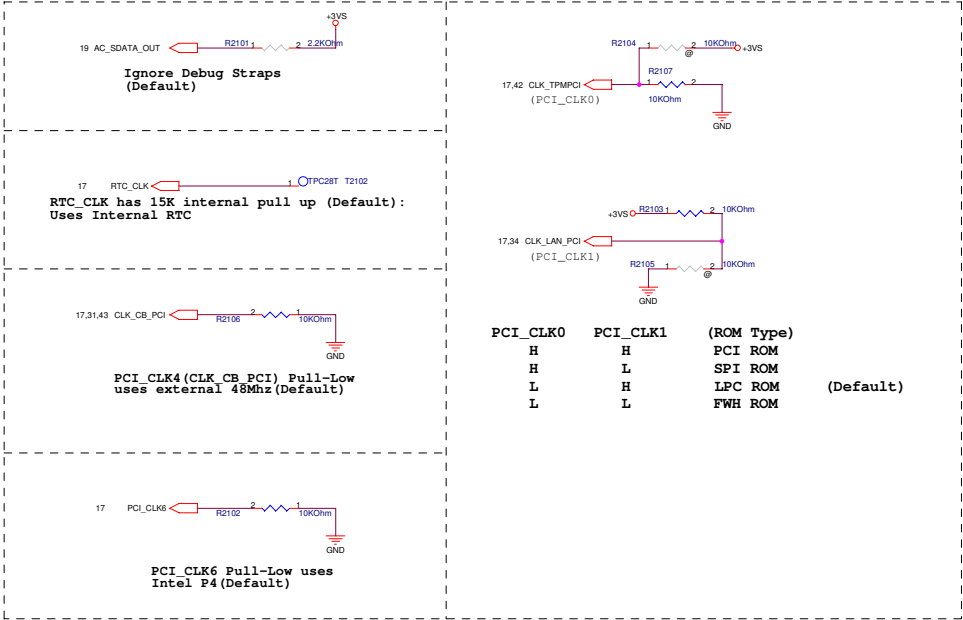 +3VS
19 AC_SDATA_OUT R2101 1 2 2.2KOhm
Ignore Debug Straps
(Default)
17 RTC_CLK 1 TPC28T T2102
RTC_CLK has 15K internal pull up (Default):
Uses Internal RTC
17,31,43 CLK_CB_PCI R2106 2 1 10KOhm
GND
PCI_CLK4(CLK_CB_PCI) Pull-Low
uses external 48Mhz(Default)
17 PCI_CLK6 R2102 2 1 10KOhm
GND
PCI_CLK6 Pull-Low uses
Intel P4(Default)
R2104 1 2 10KOhm +3VS
@
R2107
17,42 CLK_TPMPCI 1 2
(PCI_CLK0) 10KOhm
GND
+3VS R2103 1 2 10KOhm
17,34 CLK_LAN_PCI
(PCI_CLK1)
R2105 1 2 10KOhm
@
GND
PCI_CLK0 PCI_CLK1 (ROM Type)
H H PCI ROM
H L SPI ROM
L H LPC ROM (Default)
L L FWH ROM